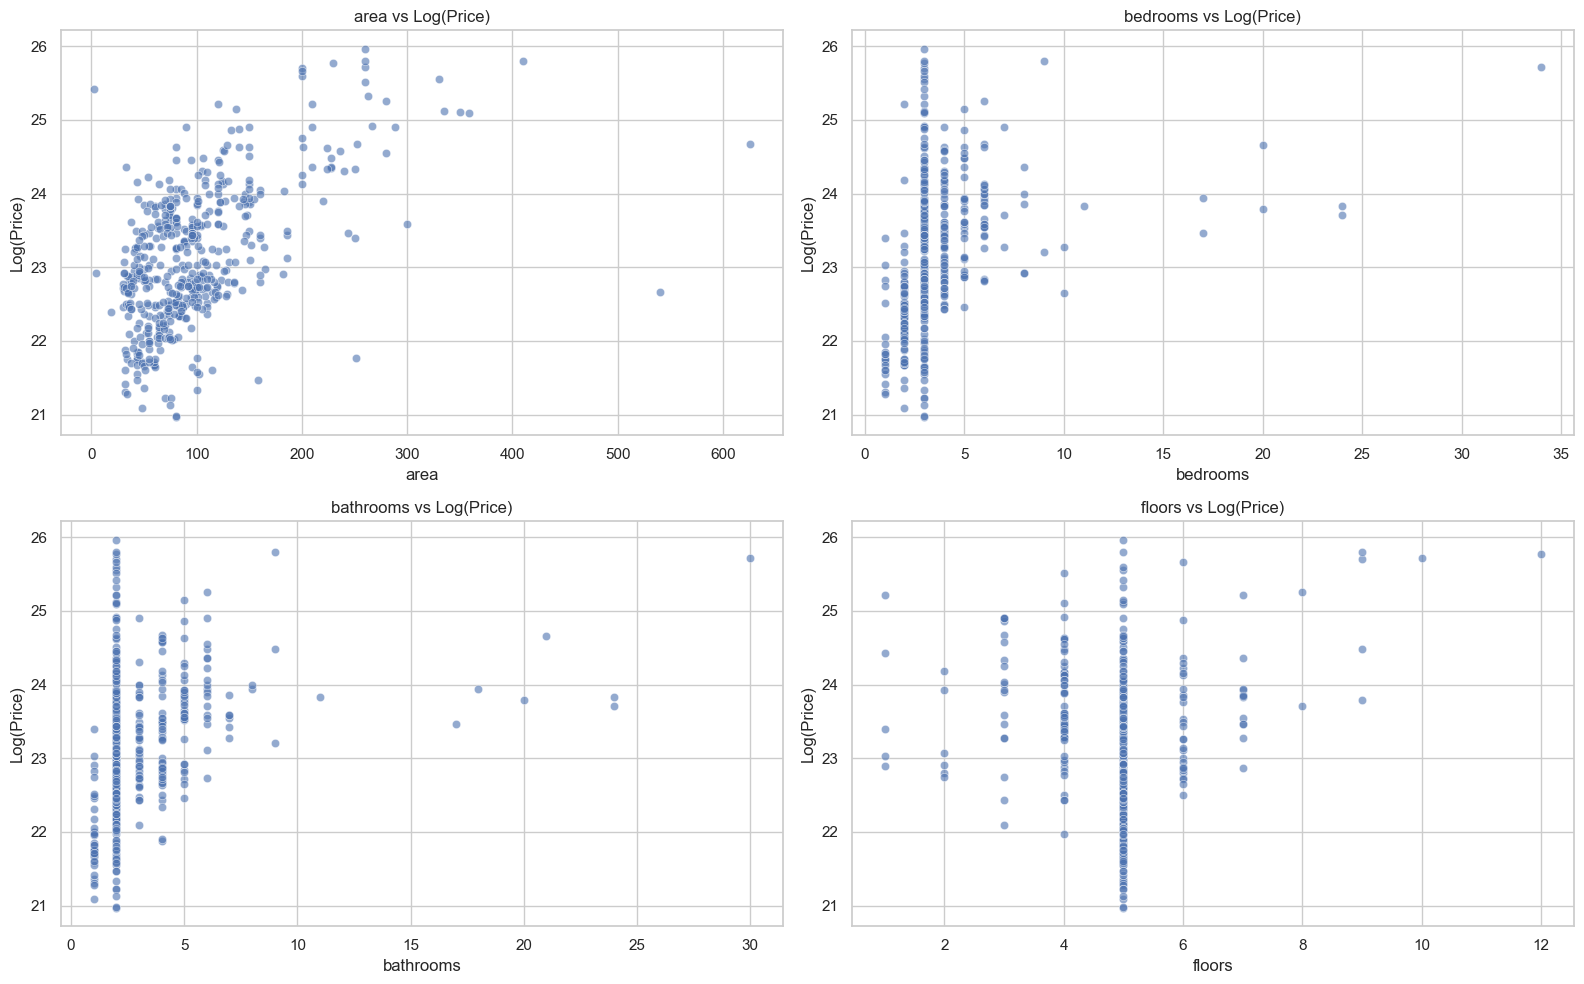 area vs Log(Price)
26
25
24
23
22
21
Log(Price)
0 100 200 300 400 500 600
area
bedrooms vs Log(Price)
26
25
24
23
22
21
Log(Price)
0 5 10 15 20 25 30 35
bedrooms
bathrooms vs Log(Price)
26
25
24
23
22
21
Log(Price)
0 5 10 15 20 25 30
bathrooms
floors vs Log(Price)
26
25
24
23
22
21
Log(Price)
2 4 6 8 10 12
floors